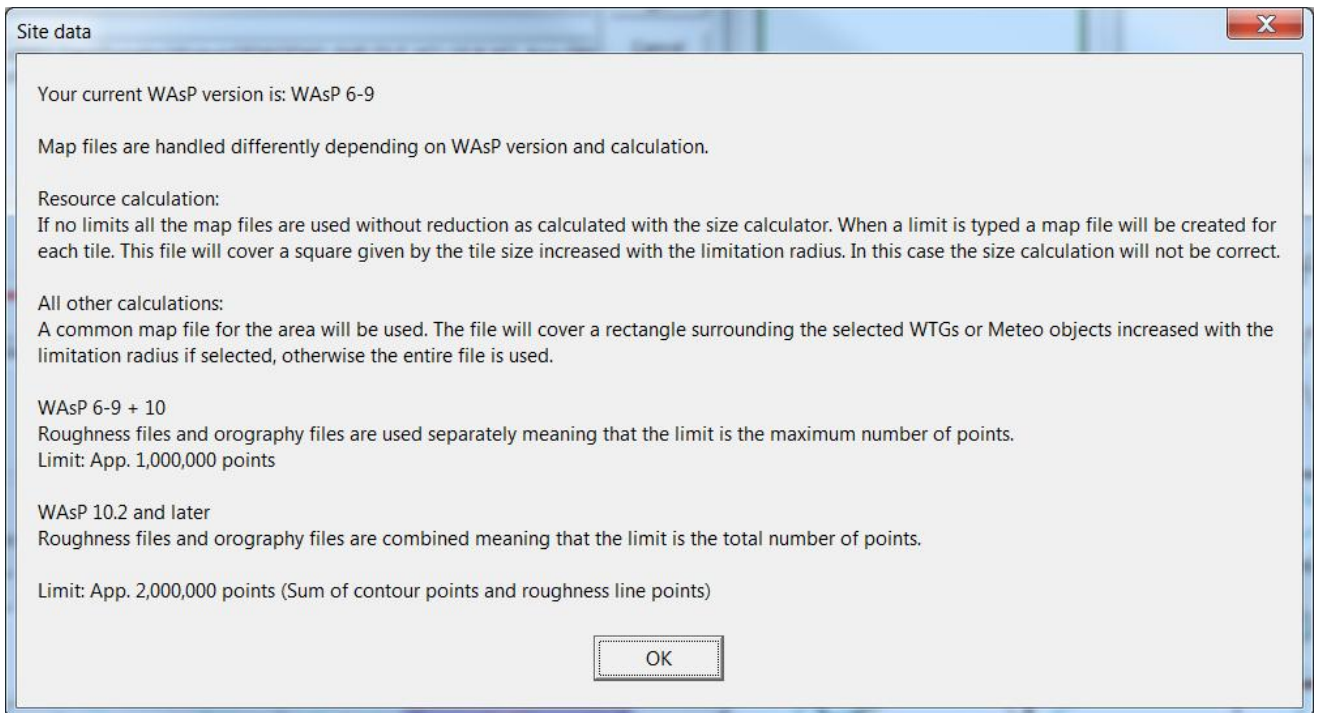 Site data
Your current WAsP version is: WAsP 6-9
Map files are handled differently depending on WAsP version and calculation.
Resource calculation:
If no limits all the map files are used without reduction as calculated with the size calculator. When a limit is typed a map file will be created for
each tile. This file will cover a square given by the tile size increased with the limitation radius. In this case the size calculation will not be correct.
All other calculations:
A common map file for the area will be used. The file will cover a rectangle surrounding the selected WTGs or Meteo objects increased with the
limitation radius if selected, otherwise the entire file is used.
WAsP 6-9 + 10
Roughness files and orography files are used separately meaning that the limit is the maximum number of points.
Limit: App. 1,000,000 points
WAsP 10.2 and later
Roughness files and orography files are combined meaning that the limit is the total number of points.
Limit: App. 2,000,000 points (Sum of contour points and roughness line points)
OK